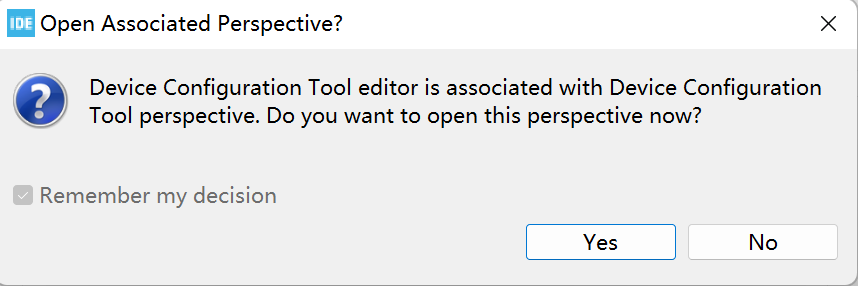 IDE Open Associated Perspective?
Device Configuration Tool editor is associated with Device Configuration
Tool perspective. Do you want to open this perspective now?
Remember my decision
Yes No